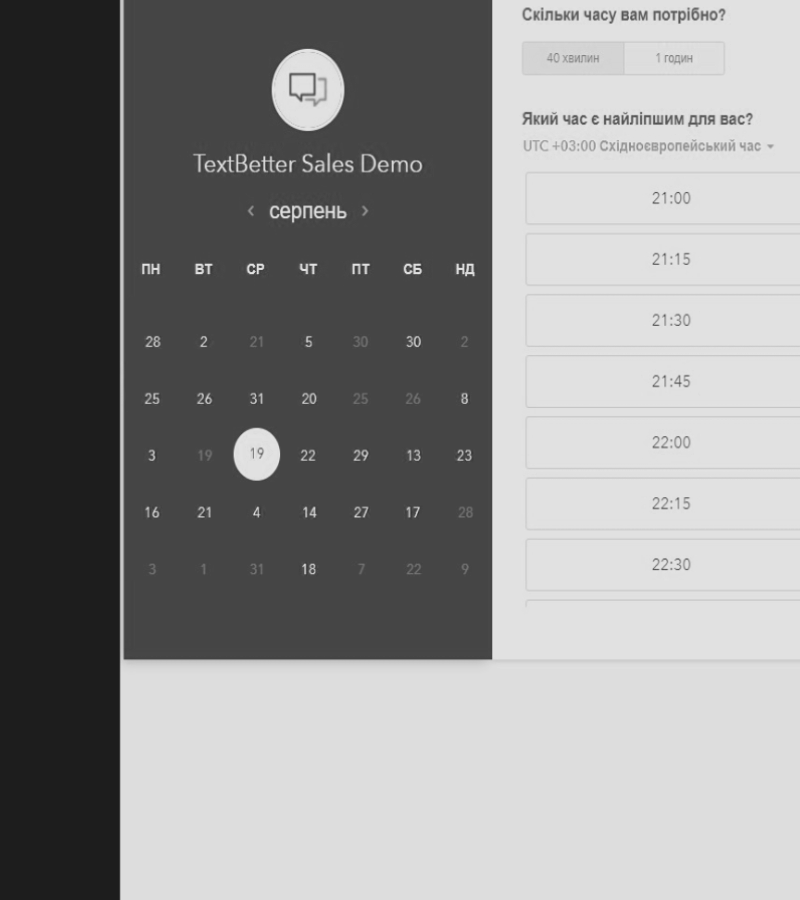 TextBetter Sales Demo
серпень
ПН ВТ СР ЧТ ПТ СБ НД
28 2 21 5 30 30 2
25 26 31 20 25 26 8
3 19 19 22 29 13 23
16 21 4 14 27 17 28
3 1 31 18 7 22 9
Скільки часу вам потрібно?
40 хвилин 1 годин
Який час є найліпшим для вас?
UTC +03:00 Східноєвропейський час
21:00
21:15
21:30
21:45
22:00
22:15
22:30